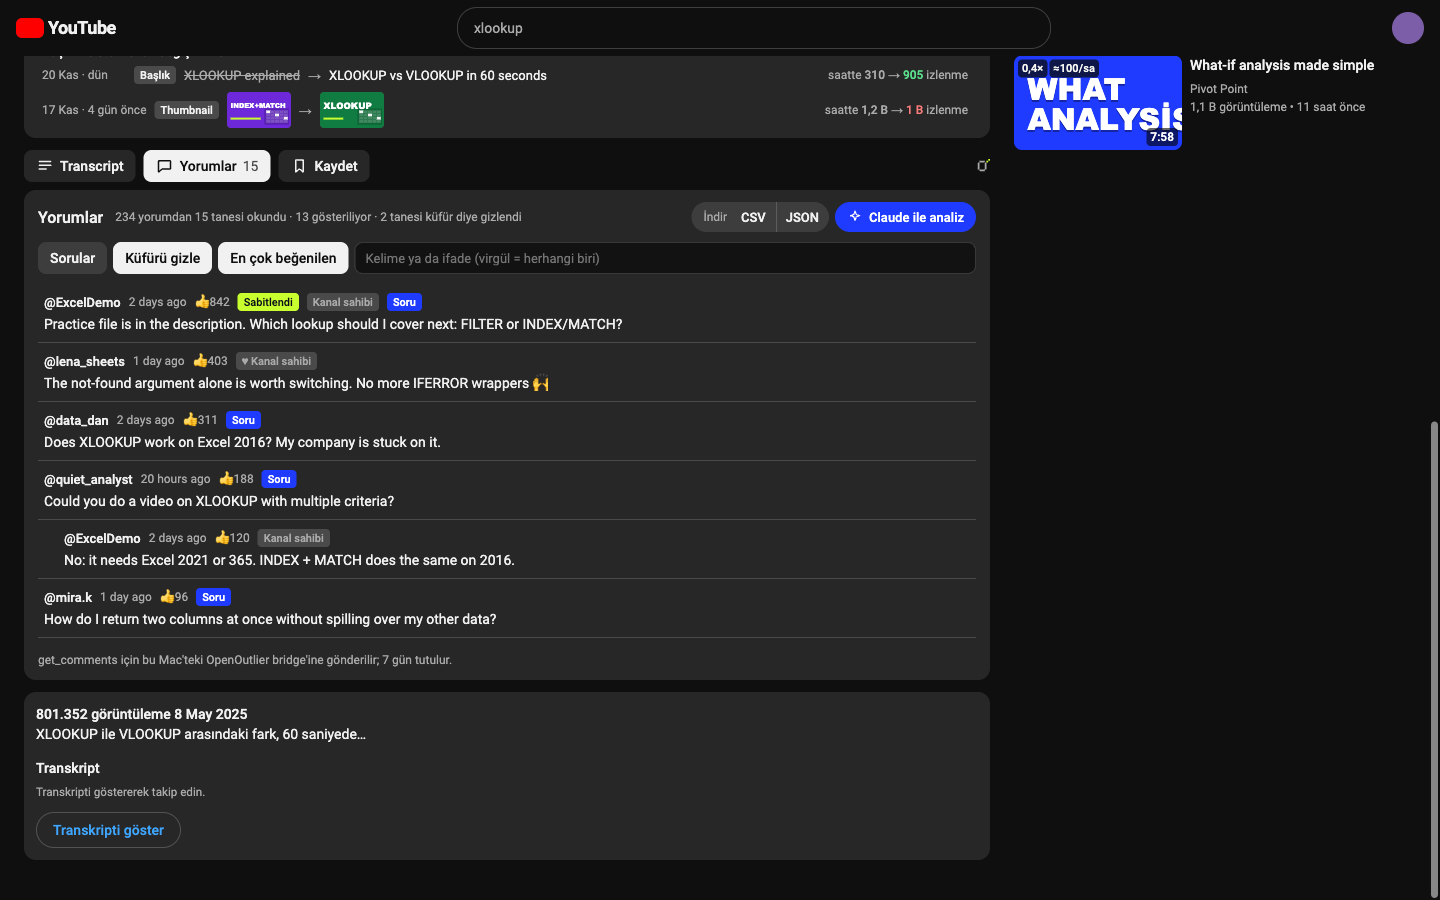 YouTube
xlookup
20 Kas · dün Başlık XLOOKUP explained → XLOOKUP vs VLOOKUP in 60 seconds saatte 310 → 905 izlenme
17 Kas · 4 gün önce Thumbnail INDEX+MATCH → XLOOKUP saatte 1,2 B → 1 B izlenme
0,4× ≈100/sa
WHAT
ANALYSİS
7:58
What-if analysis made simple
Pivot Point
1,1 B görüntüleme • 11 saat önce
Transcript Yorumlar 15 Kaydet
Yorumlar 234 yorumdan 15 tanesi okundu · 13 gösteriliyor · 2 tanesi küfür diye gizlendi İndir CSV JSON Claude ile analiz
Sorular Küfürü gizle En çok beğenilen Kelime ya da ifade (virgül = herhangi biri)
@ExcelDemo 2 days ago 👍842 Sabitlendi Kanal sahibi Soru
Practice file is in the description. Which lookup should I cover next: FILTER or INDEX/MATCH?
@lena_sheets 1 day ago 👍403 ♥ Kanal sahibi
The not-found argument alone is worth switching. No more IFERROR wrappers 🙌
@data_dan 2 days ago 👍311 Soru
Does XLOOKUP work on Excel 2016? My company is stuck on it.
@quiet_analyst 20 hours ago 👍188 Soru
Could you do a video on XLOOKUP with multiple criteria?
@ExcelDemo 2 days ago 👍120 Kanal sahibi
No: it needs Excel 2021 or 365. INDEX + MATCH does the same on 2016.
@mira.k 1 day ago 👍96 Soru
How do I return two columns at once without spilling over my other data?
get_comments için bu Mac'teki OpenOutlier bridge'ine gönderilir; 7 gün tutulur.
801.352 görüntüleme 8 May 2025
XLOOKUP ile VLOOKUP arasındaki fark, 60 saniyede…
Transkript
Transkripti göstererek takip edin.
Transkripti göster